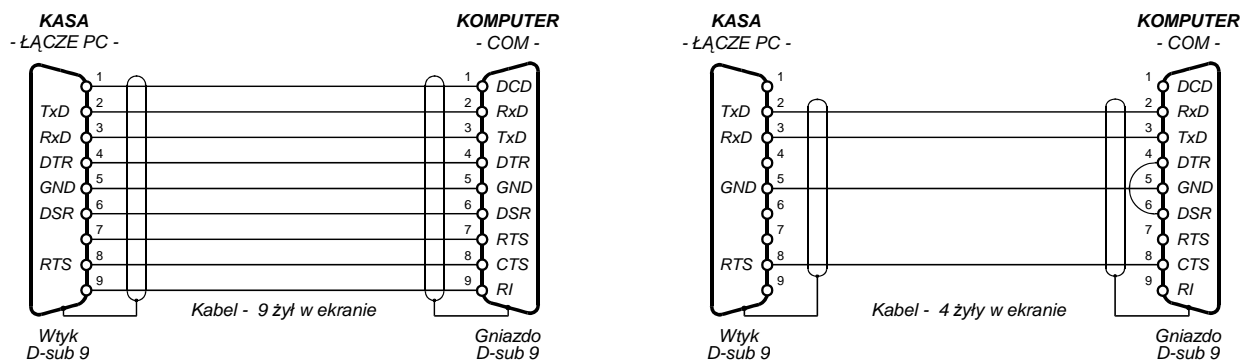 KASA
- ŁĄCZE PC -
KOMPUTER
- COM -
1 1 DCD
TxD 2 2 RxD
RxD 3 3 TxD
DTR 4 4 DTR
GND 5 5 GND
DSR 6 6 DSR
7 7 RTS
RTS 8 8 CTS
9 9 RI
Kabel - 9 żył w ekranie
Wtyk
D-sub 9
Gniazdo
D-sub 9
KASA
- ŁĄCZE PC -
KOMPUTER
- COM -
1 1 DCD
TxD 2 2 RxD
RxD 3 3 TxD
4 4 DTR
GND 5 5 GND
6 6 DSR
7 7 RTS
RTS 8 8 CTS
9 9 RI
Kabel - 4 żyły w ekranie
Wtyk
D-sub 9
Gniazdo
D-sub 9